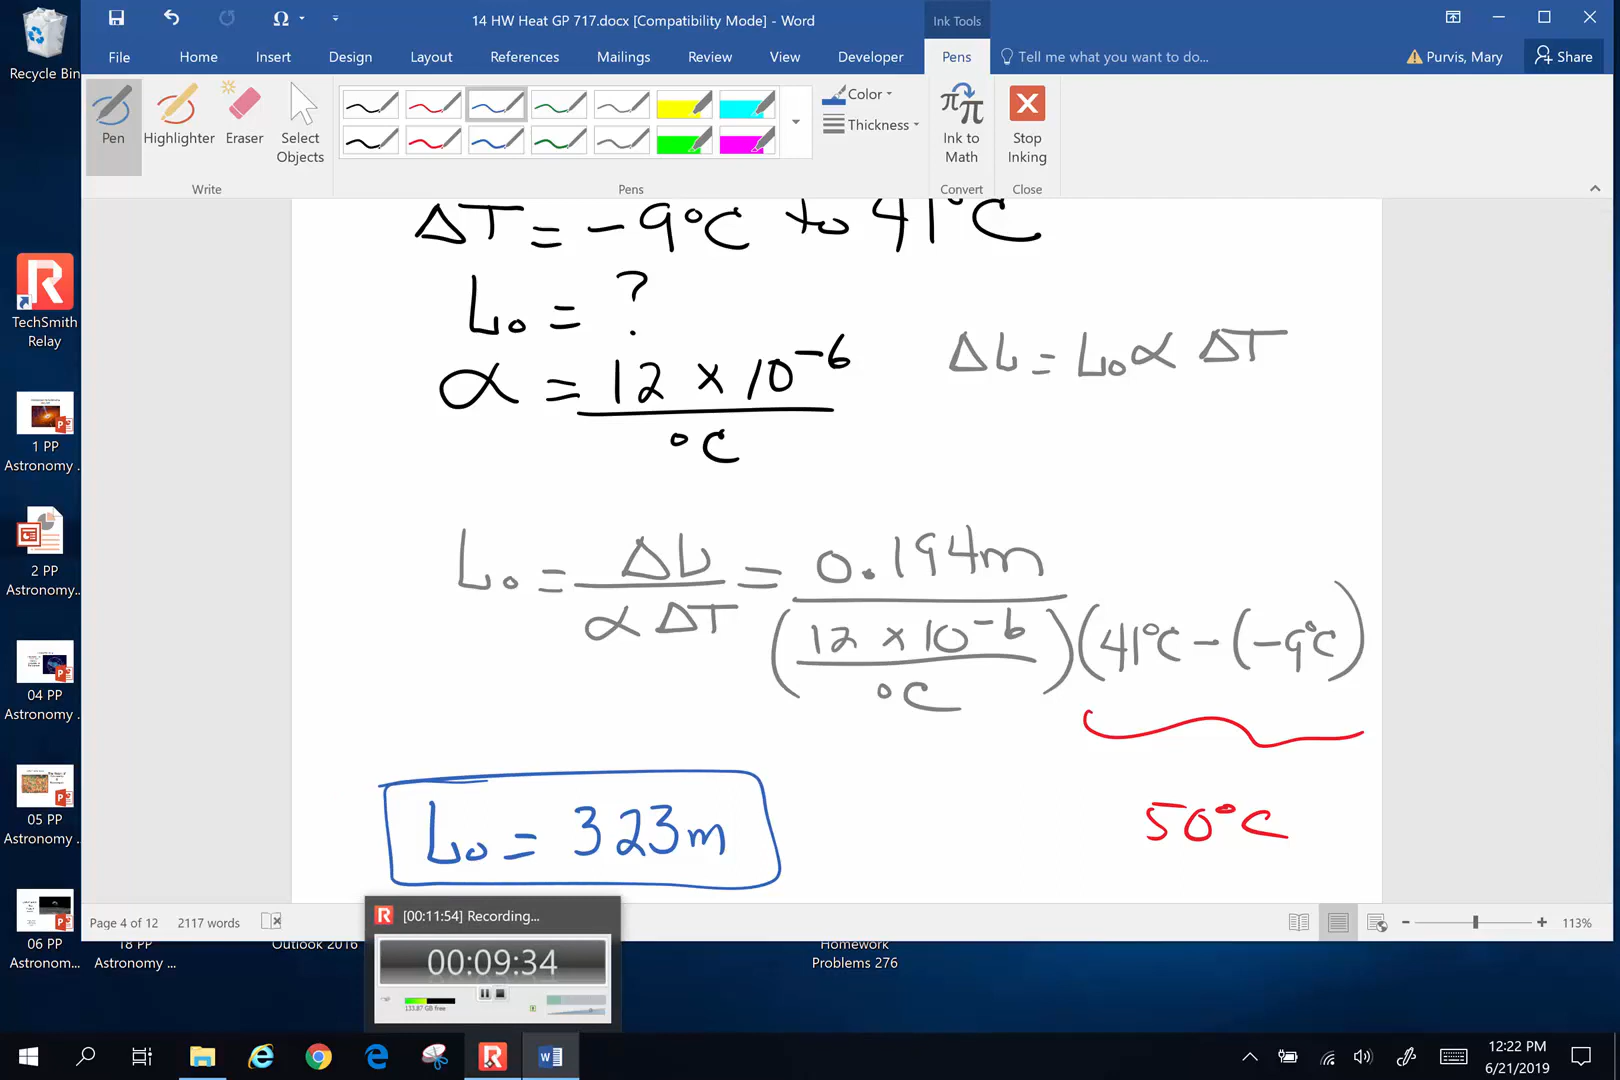 14 HW Heat GP 717.docx [Compatibility Mode] - Word
Ink Tools
File Home Insert Design Layout References Mailings Review View Developer Pens Tell me what you want to do... Purvis, Mary Share
Pen Highlighter Eraser Select Objects
Color
Thickness
Ink to Math
Stop Inking
Write Pens Convert Close
Recycle Bin
TechSmith Relay
1 PP Astronomy .
2 PP Astronomy..
04 PP Astronomy .
05 PP Astronomy .
06 PP Astronom...
18 PP Astronomy ...
Outlook 2016
Homework Problems 276
ΔT = -9°C to 41°C
L₀ = ?
α = 12 × 10⁻⁶ / °C
ΔL = L₀ α ΔT
L₀ = ΔL / α ΔT = 0.194m / (12 × 10⁻⁶ / °C) (41°C - (-9°C)
50°C
L₀ = 323m
Page 4 of 12 2117 words
113%
[00:11:54] Recording...
00:09:34
133.87 GB free
12:22 PM
6/21/2019